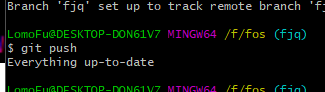 Branch 'fjq' set up to track remote branch 'fj
LomoFu@DESKTOP-DON61V7 MINGW64 /f/fos (fjq)
$ git push
Everything up-to-date
LomoFu@DESKTOP-DON61V7 MINGW64 /f/fos (fjq)